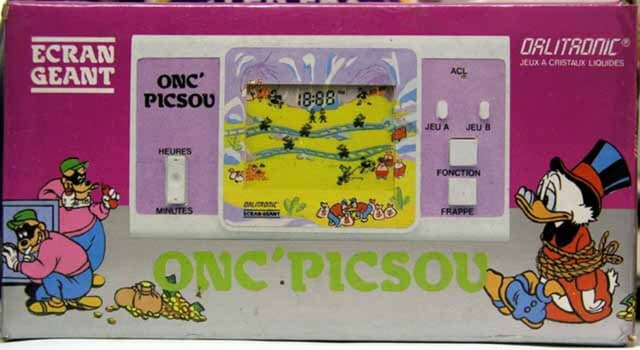 ECRAN
GEANT
ORLITRONIC®
JEUX A CRISTAUX LIQUIDES
ONC'
PICSOU
HEURES
MINUTES
18:88
ORLITRONIC
ECRAN GEANT
ACL
JEU A JEU B
FONCTION
FRAPPE
ONC'PICSOU